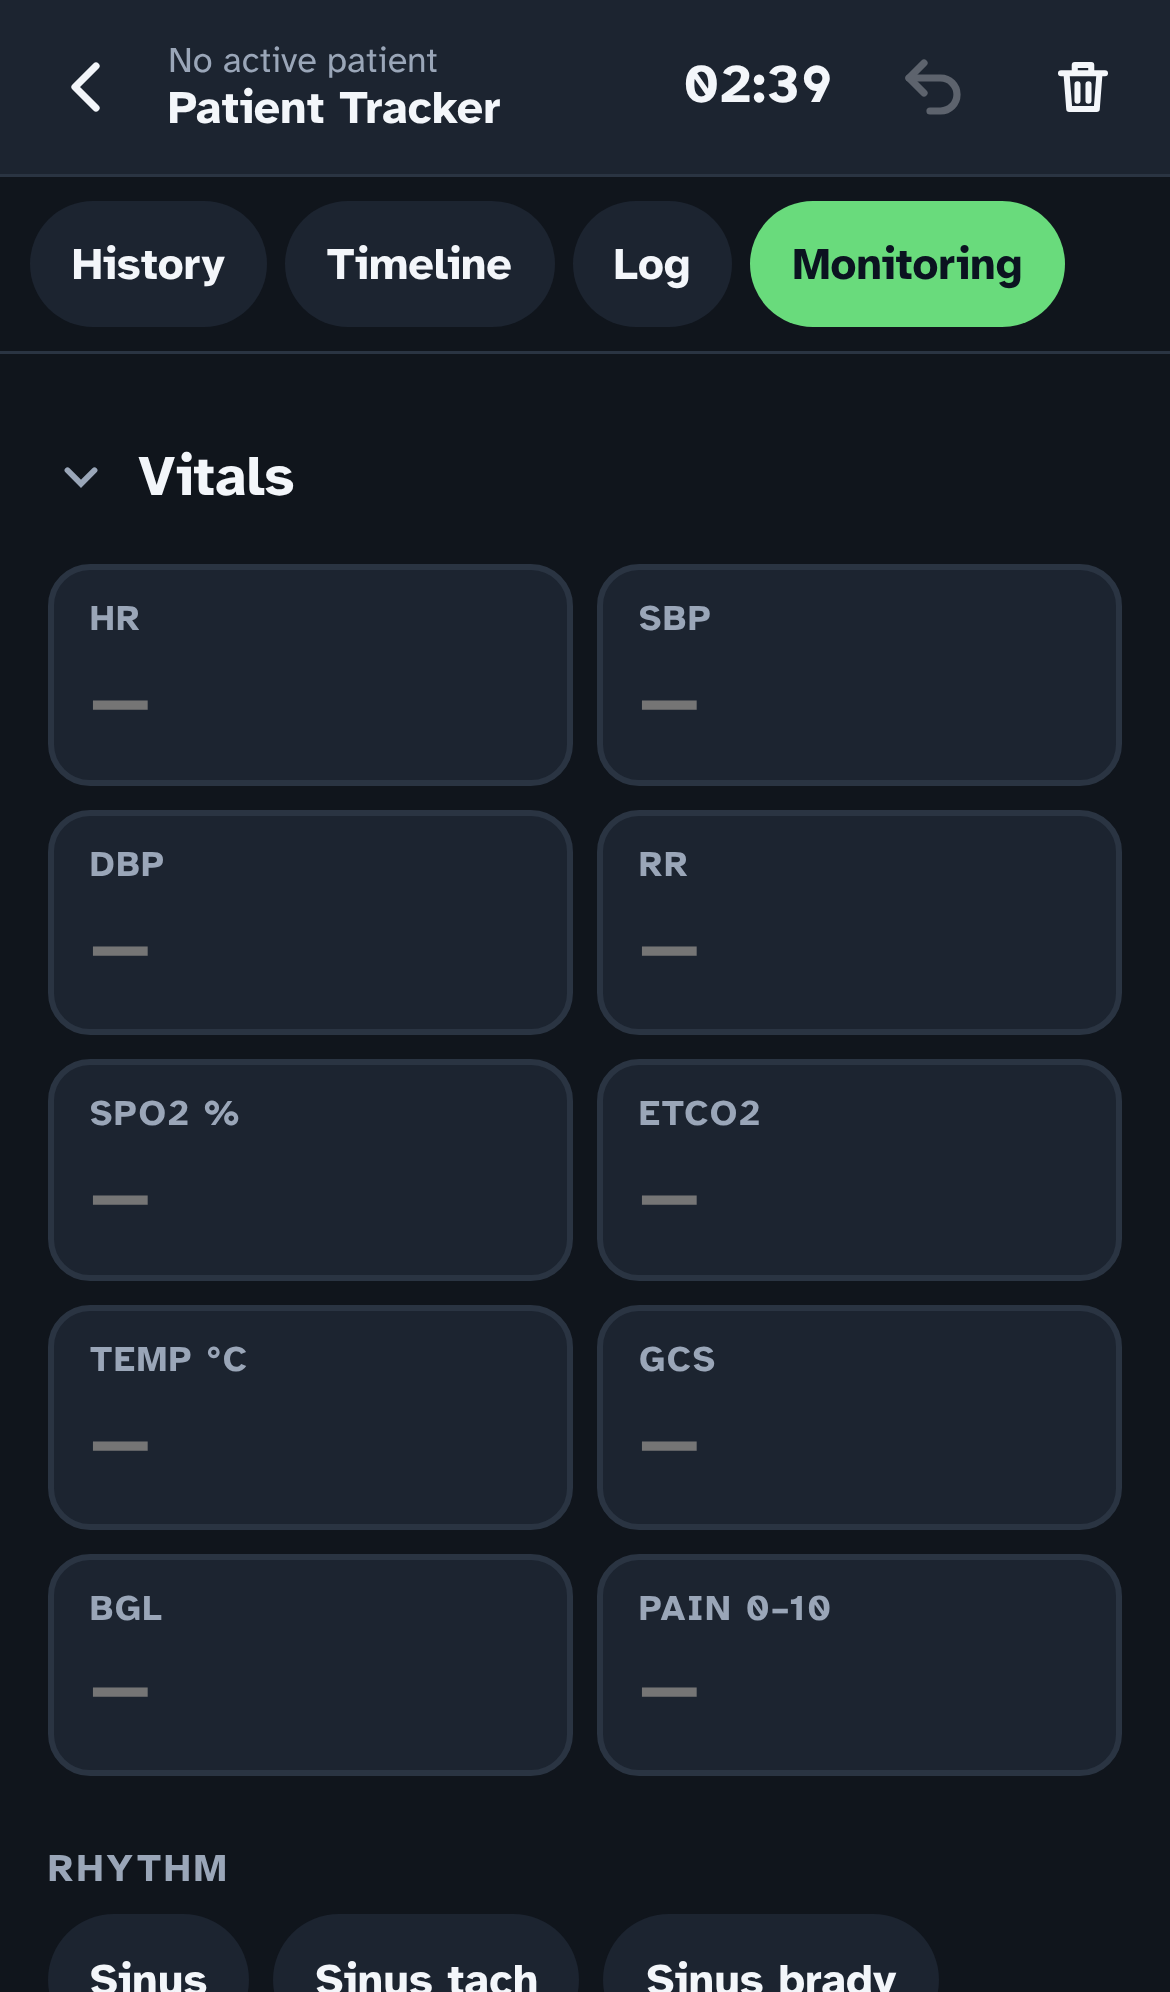 No active patient
Patient Tracker
02:39
History
Timeline
Log
Monitoring
Vitals
HR
SBP
—
—
DBP
RR
—
—
SPO2 %
ETCO2
—
—
TEMP °C
GCS
—
—
BGL
PAIN 0–10
—
—
RHYTHM
Sinus
Sinus tach
Sinus brady